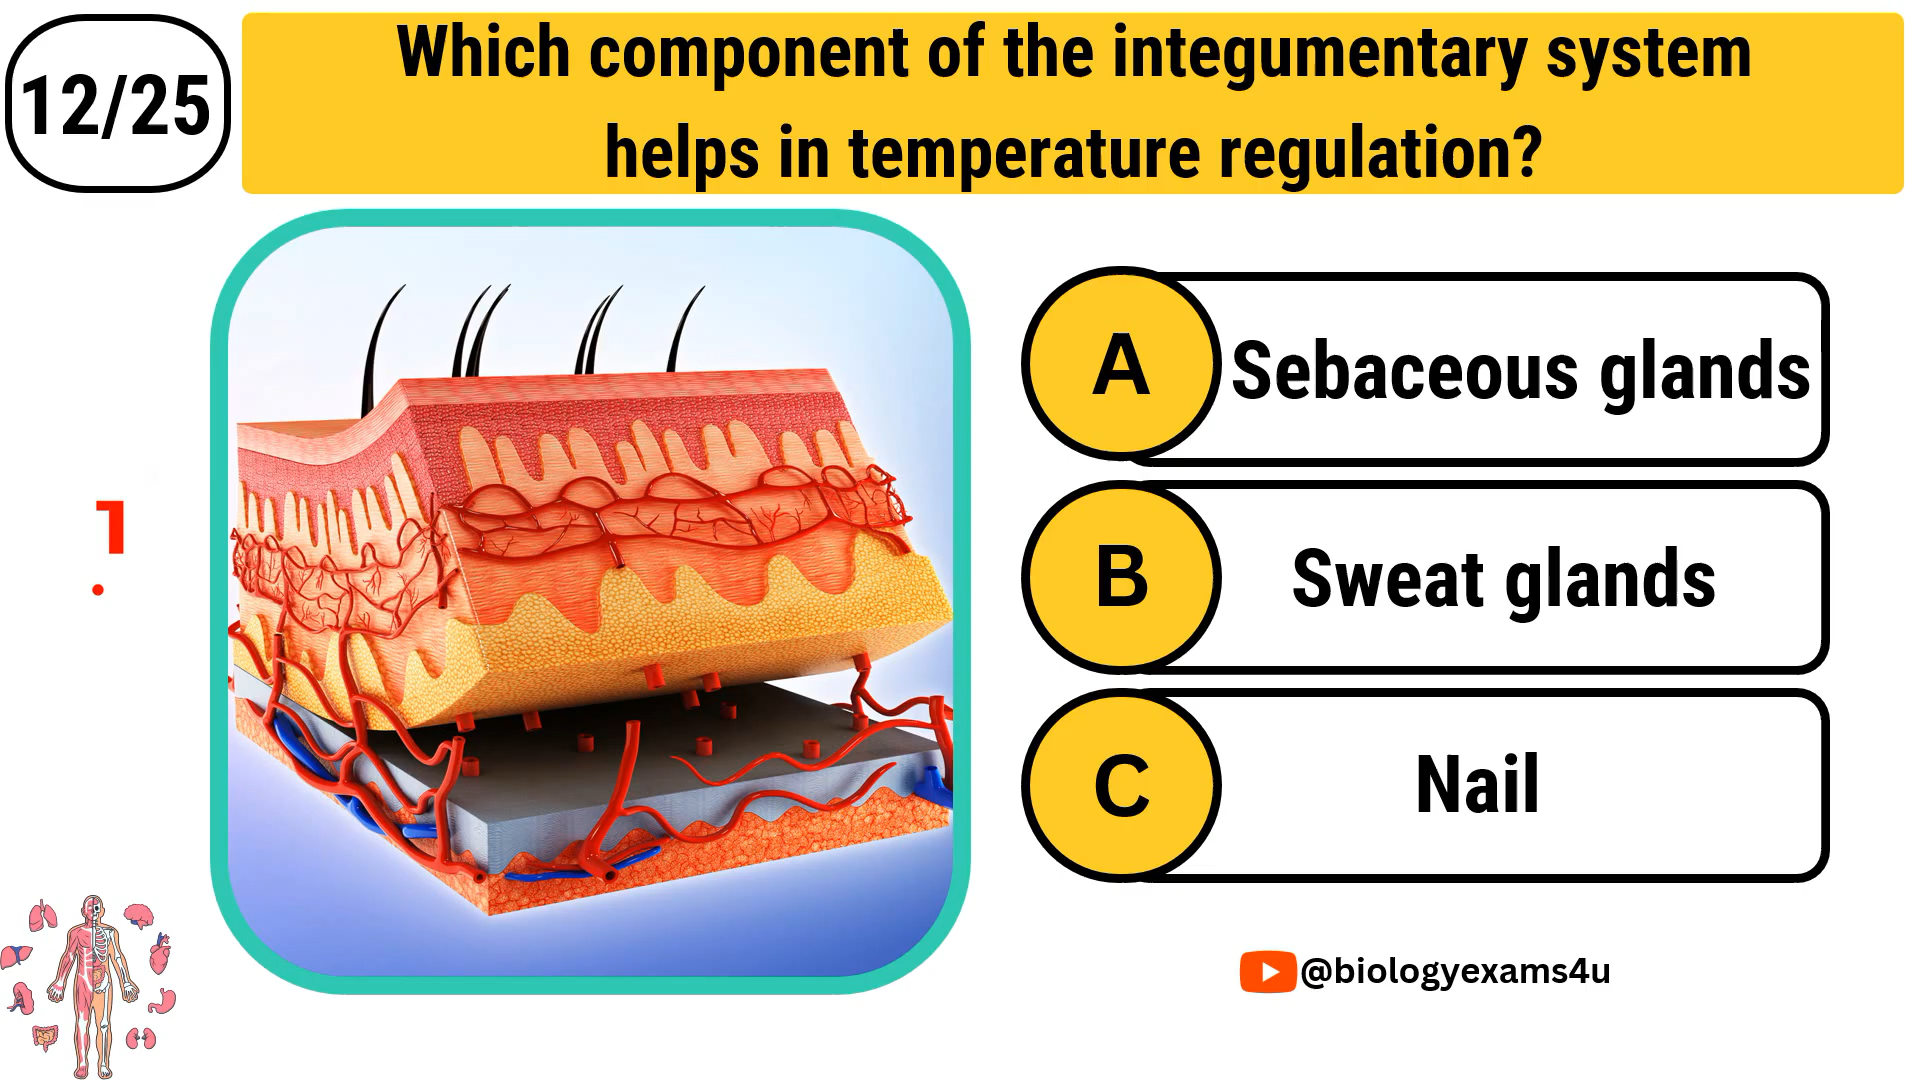 12/25
Which component of the integumentary system
helps in temperature regulation?
1
A
Sebaceous glands
B
Sweat glands
C
Nail
@biologyexams4u